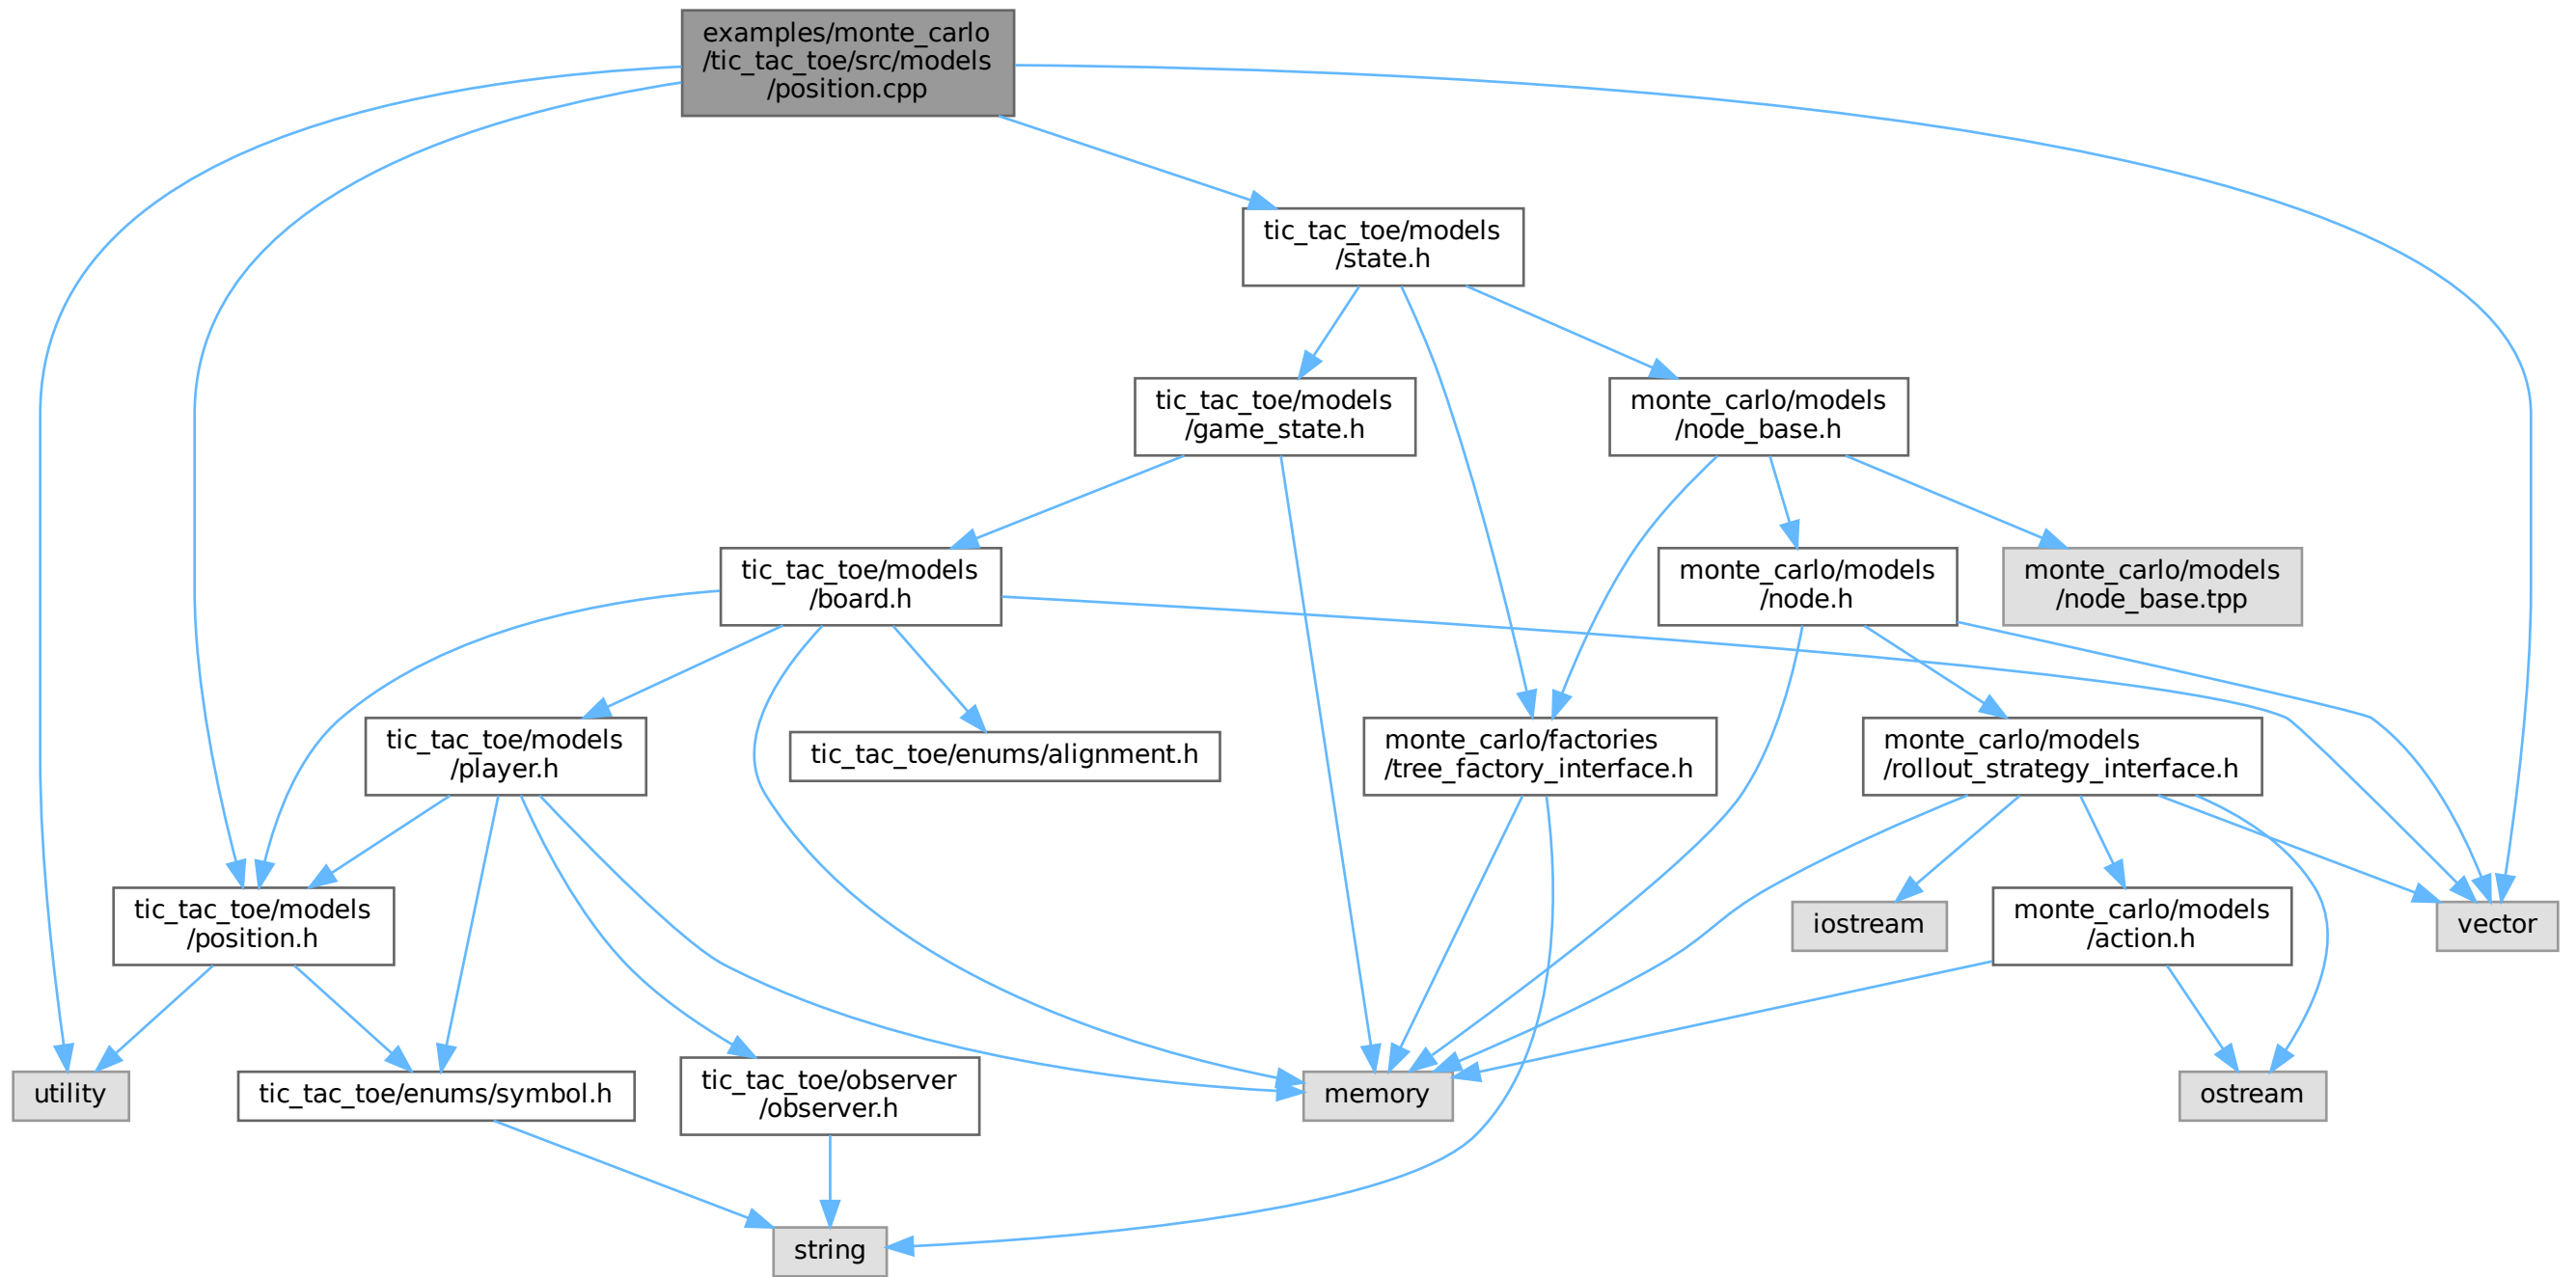 examples/monte_carlo
/tic_tac_toe/src/models
/position.cpp
tic_tac_toe/models
/state.h
tic_tac_toe/models
/game_state.h
monte_carlo/models
/node_base.h
tic_tac_toe/models
/board.h
monte_carlo/models
/node.h
monte_carlo/models
/node_base.tpp
tic_tac_toe/models
/player.h
tic_tac_toe/enums/alignment.h
monte_carlo/factories
/tree_factory_interface.h
monte_carlo/models
/rollout_strategy_interface.h
tic_tac_toe/models
/position.h
iostream
monte_carlo/models
/action.h
vector
utility
tic_tac_toe/enums/symbol.h
tic_tac_toe/observer
/observer.h
memory
ostream
string